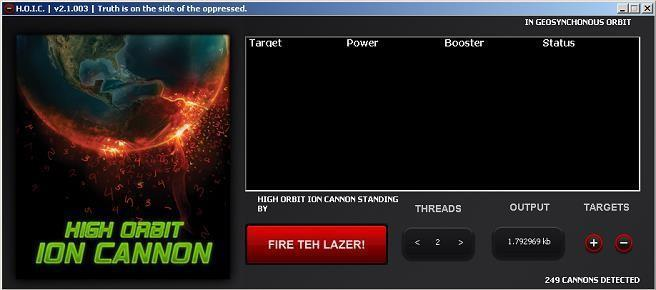 H.O.I.C. | v2.1.003 | Truth is on the side of the oppressed.
IN GEOSYNCHONOUS ORBIT
Target Power Booster Status
HIGH ORBIT
ION CANNON
HIGH ORBIT ION CANNON STANDING
BY
THREADS OUTPUT TARGETS
FIRE TEH LAZER!
< 2 >
1.792969 kb
+ −
249 CANNONS DETECTED